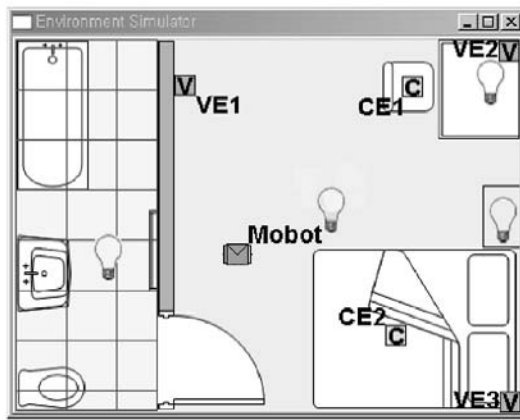 Environment Simulator
VE2 V
V
VE1
C
CE1
Mobot
CE2
C
VE3 V